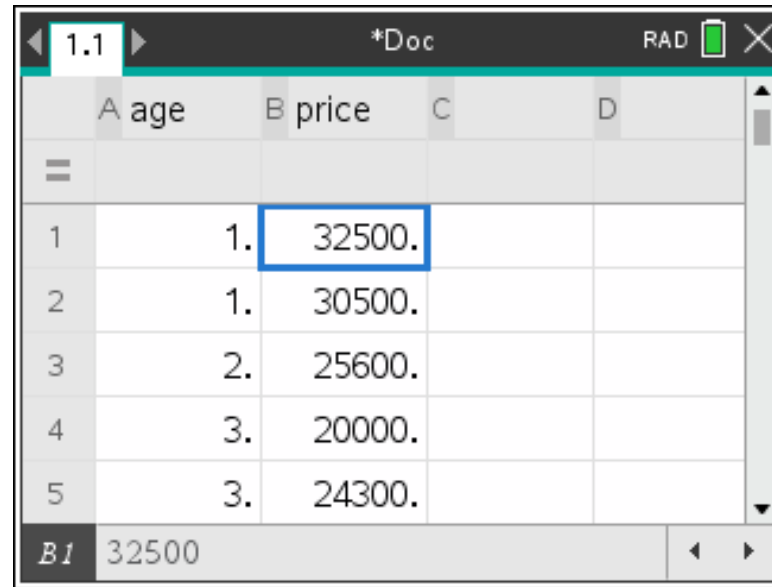 1.1 *Doc RAD
A age B price C D
=
1 1. 32500.
2 1. 30500.
3 2. 25600.
4 3. 20000.
5 3. 24300.
B1 32500